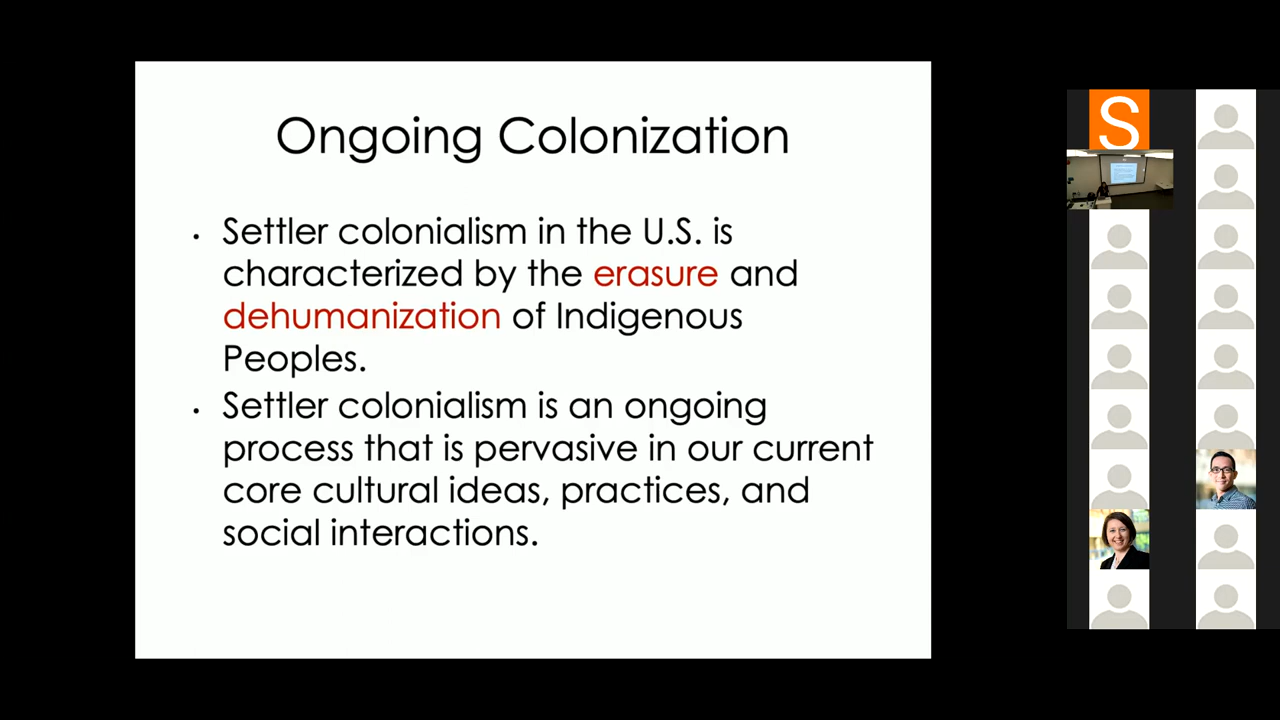 Ongoing Colonization
• Settler colonialism in the U.S. is
characterized by the erasure and
dehumanization of Indigenous
Peoples.
• Settler colonialism is an ongoing
process that is pervasive in our current
core cultural ideas, practices, and
social interactions.
S